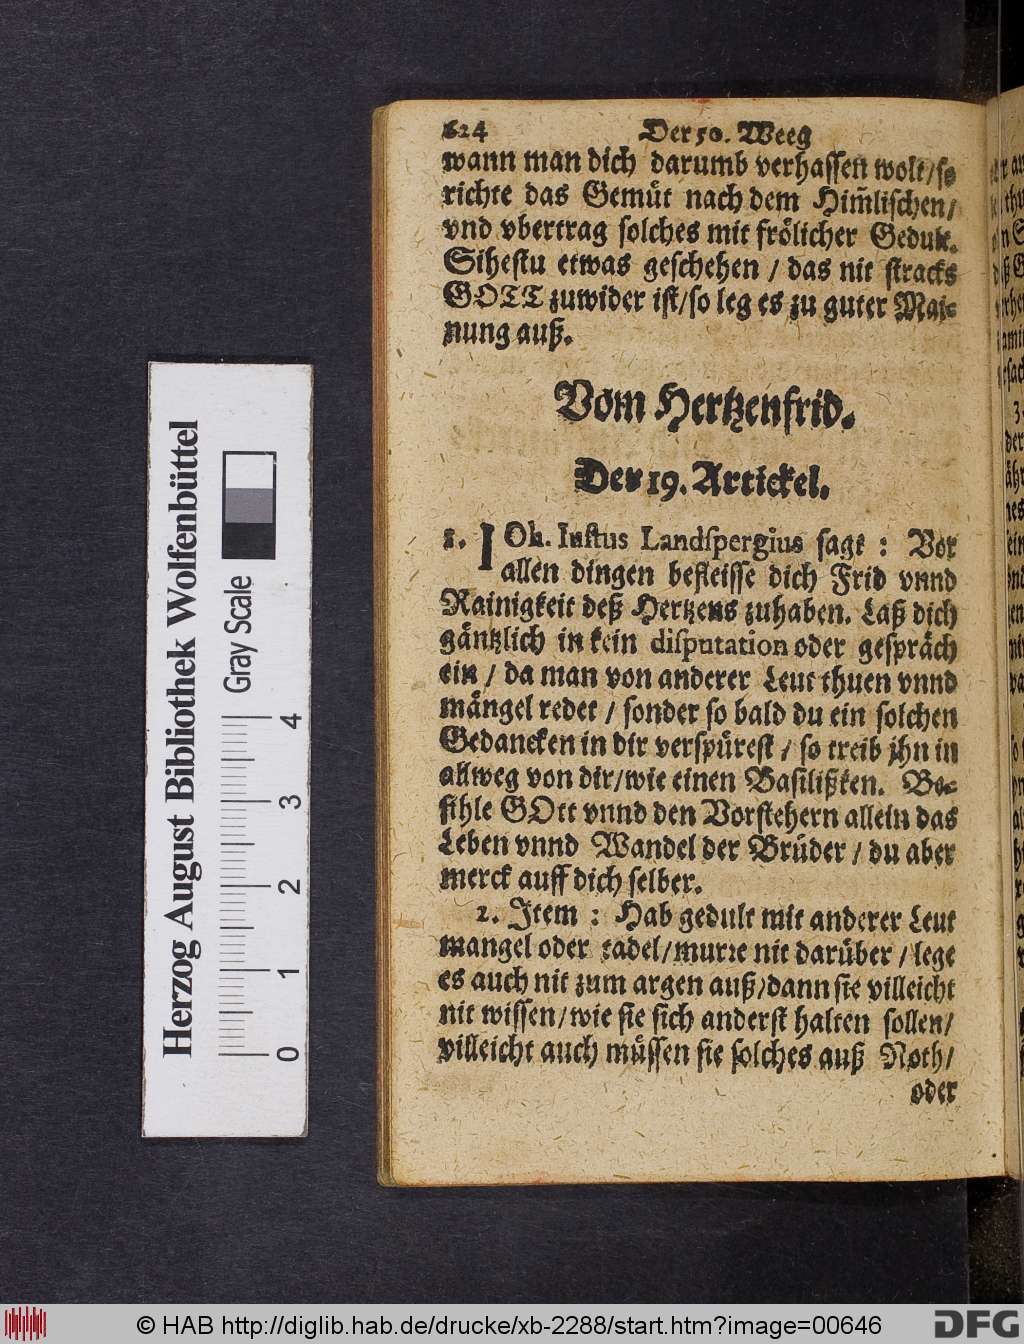 624 Der 50. Weeg
wann man dich darumb verhassen wolt/so
richte das Gemüt nach dem Him̃lischen/
vnd vbertrag solches mit frölicher Gedult.
Sihestu etwas geschehen / das nit stracks
GOTT zuwider ist/so leg es zu guter Mai-
nung auß.
Vom Hertzenfrid.
Der 19. Artickel.
1. IOh. Iustus Landspergius sagt : Vor
allen dingen befleisse dich Frid vnnd
Rainigkeit deß Hertzens zuhaben. Laß dich
gäntzlich in kein disputation oder gespräch
ein / da man von anderer Leut thuen vnnd
mängel redet / sonder so bald du ein solchen
Gedancken in dir verspürest / so treib jhn in
allweg von dir/wie einen Basilißken. Be-
fihle GOtt vnnd den Vorstehern allein das
Leben vnnd Wandel der Brüder / du aber
merck auff dich selber.
2. Item : Hab gedult mit anderer Leut
mangel oder tadel/murre nit darüber /lege
es auch nit zum argen auß/dann sie villeicht
nit wissen/wie sie sich anderst halten sollen/
villeicht auch müssen sie solches auß Noth/
oder
Herzog August Bibliothek Wolfenbüttel
Gray Scale
0 1 2 3 4
© HAB http://diglib.hab.de/drucke/xb-2288/start.htm?image=00646
DFG